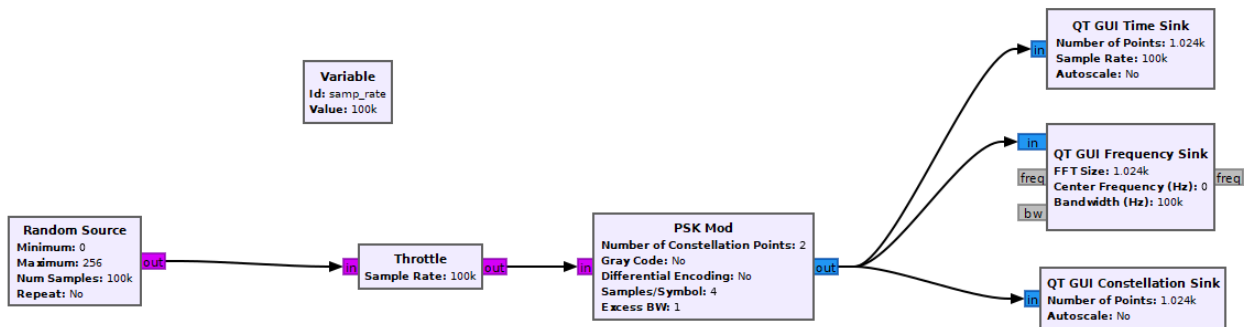 Variable
Id: samp_rate
Value: 100k
Random Source
Minimum: 0
Maximum: 256
Num Samples: 100k
Repeat: No
out
in
Throttle
Sample Rate: 100k
out
in
PSK Mod
Number of Constellation Points: 2
Gray Code: No
Differential Encoding: No
Samples/Symbol: 4
Excess BW: 1
out
in
QT GUI Time Sink
Number of Points: 1.024k
Sample Rate: 100k
Autoscale: No
in
freq
bw
QT GUI Frequency Sink
FFT Size: 1.024k
Center Frequency (Hz): 0
Bandwidth (Hz): 100k
freq
in
QT GUI Constellation Sink
Number of Points: 1.024k
Autoscale: No